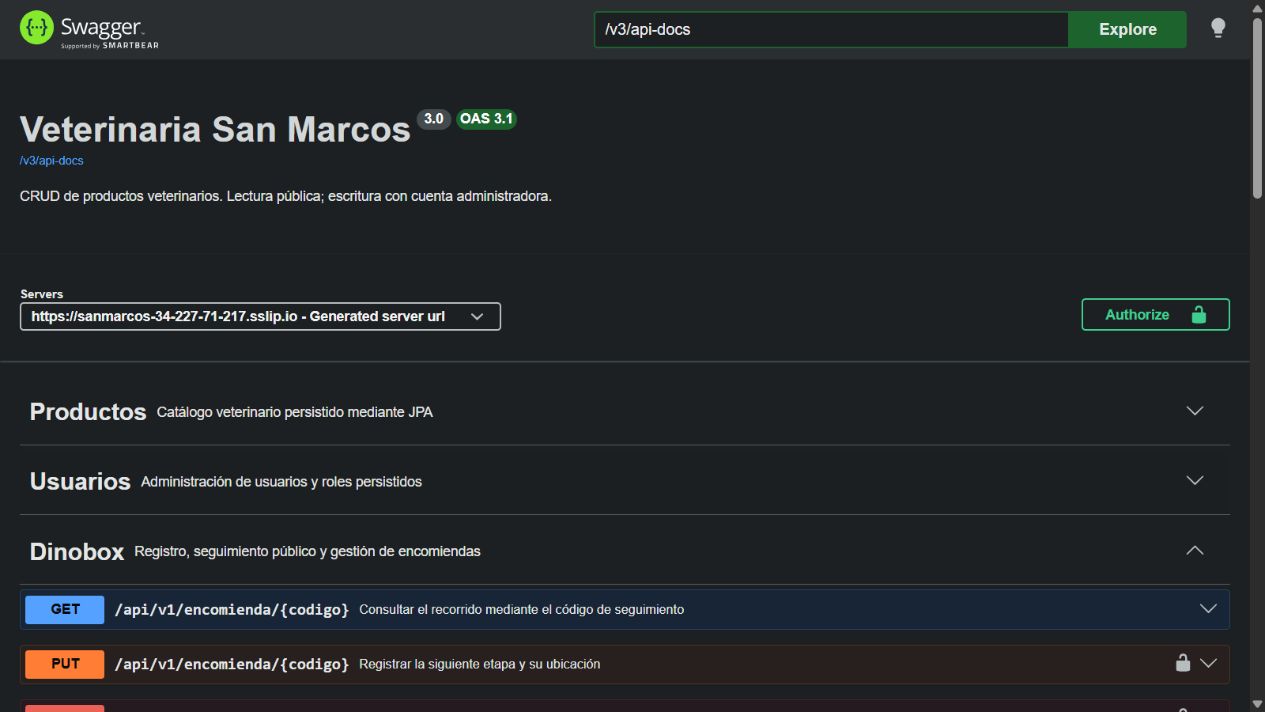 Swagger
Supported by SMARTBEAR
/v3/api-docs
Explore
Veterinaria San Marcos 3.0 OAS 3.1
/v3/api-docs
CRUD de productos veterinarios. Lectura pública; escritura con cuenta administradora.
Servers
https://sanmarcos-34-227-71-217.sslip.io - Generated server url
Authorize
Productos Catálogo veterinario persistido mediante JPA
Usuarios Administración de usuarios y roles persistidos
Dinobox Registro, seguimiento público y gestión de encomiendas
GET /api/v1/encomienda/{codigo} Consultar el recorrido mediante el código de seguimiento
PUT /api/v1/encomienda/{codigo} Registrar la siguiente etapa y su ubicación